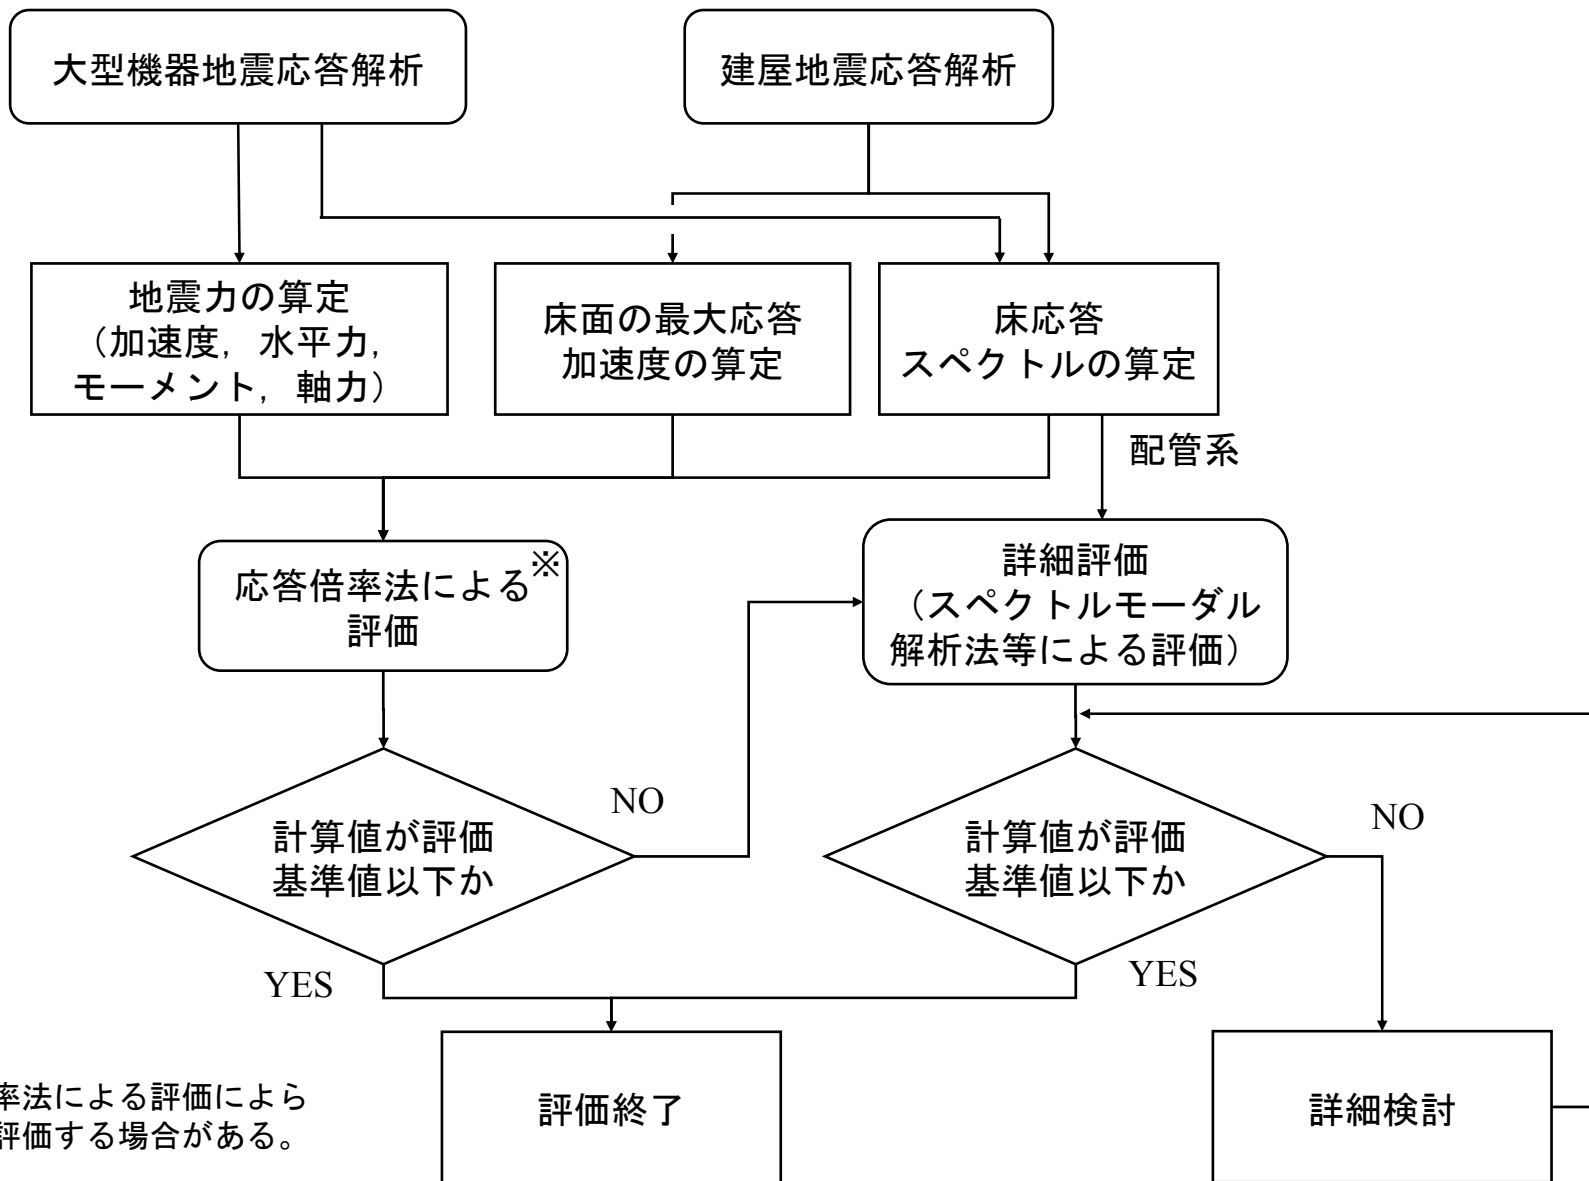 大型機器地震応答解析
建屋地震応答解析
地震力の算定
（加速度，水平力，
モーメント，軸力）
床面の最大応答
加速度の算定
床応答
スペクトルの算定
配管系
応答倍率法による※
評価
詳細評価
（スペクトルモーダル
解析法等による評価）
計算値が評価
基準値以下か
NO
計算値が評価
基準値以下か
NO
YES
YES
評価終了
詳細検討
率法による評価によら
評価する場合がある。